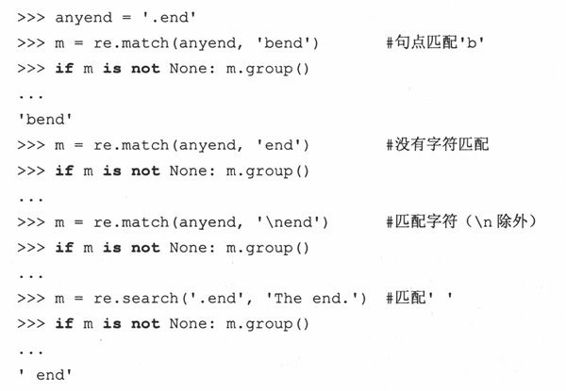 >>> anyend = '.end'
>>> m = re.match(anyend, 'bend')       #句点匹配'b'
>>> if m is not None: m.group()
...
'bend'
>>> m = re.match(anyend, 'end')        #没有字符匹配
>>> if m is not None: m.group()
...
>>> m = re.match(anyend, '\nend')      #匹配字符（\n 除外）
>>> if m is not None: m.group()
...
>>> m = re.search('.end', 'The end.')  #匹配' '
>>> if m is not None: m.group()
...
' end'